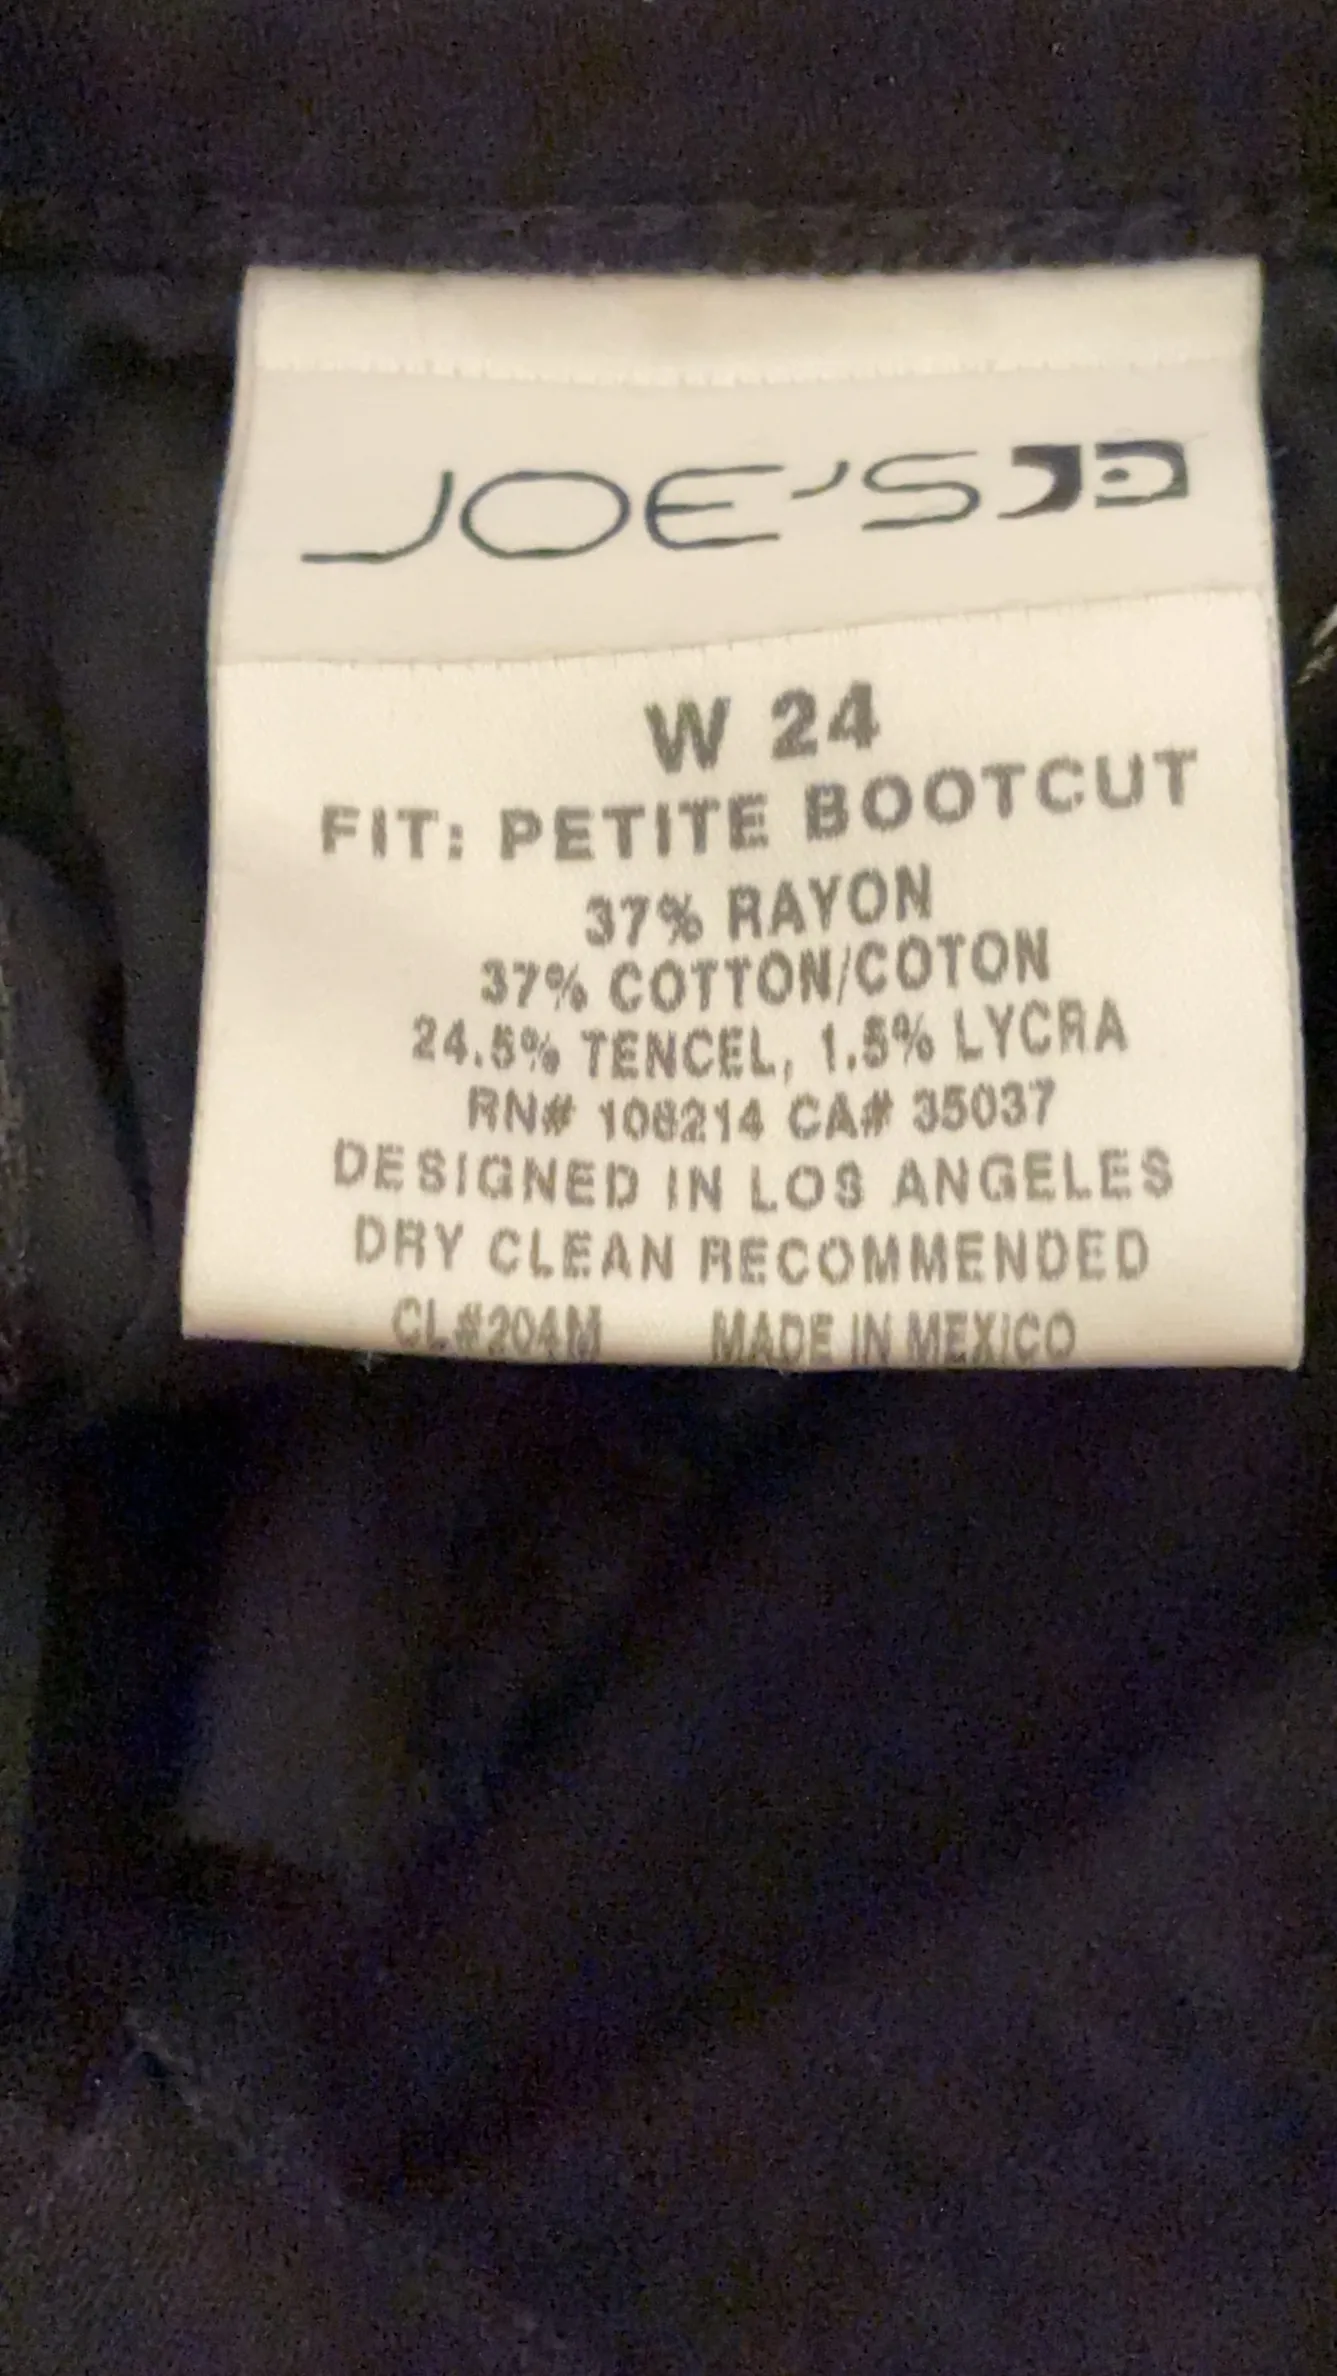 JOE'S
W 24
FIT: PETITE BOOTCUT
37% RAYON
37% COTTON/COTON
24.5% TENCEL, 1.5% LYCRA
RN# 106214 CA# 35037
DESIGNED IN LOS ANGELES
DRY CLEAN RECOMMENDED
CL#204M MADE IN MEXICO